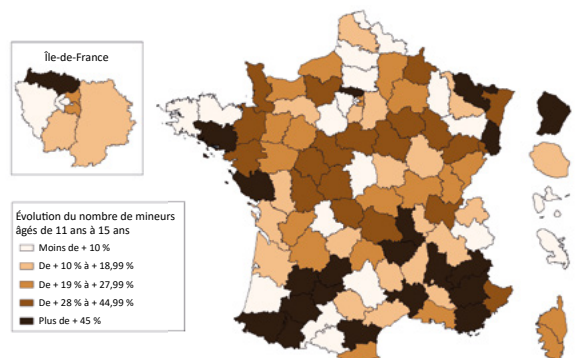 Île-de-France
Évolution du nombre de mineurs
âgés de 11 ans à 15 ans
Moins de + 10 %
De + 10 % à + 18,99 %
De + 19 % à + 27,99 %
De + 28 % à + 44,99 %
Plus de + 45 %